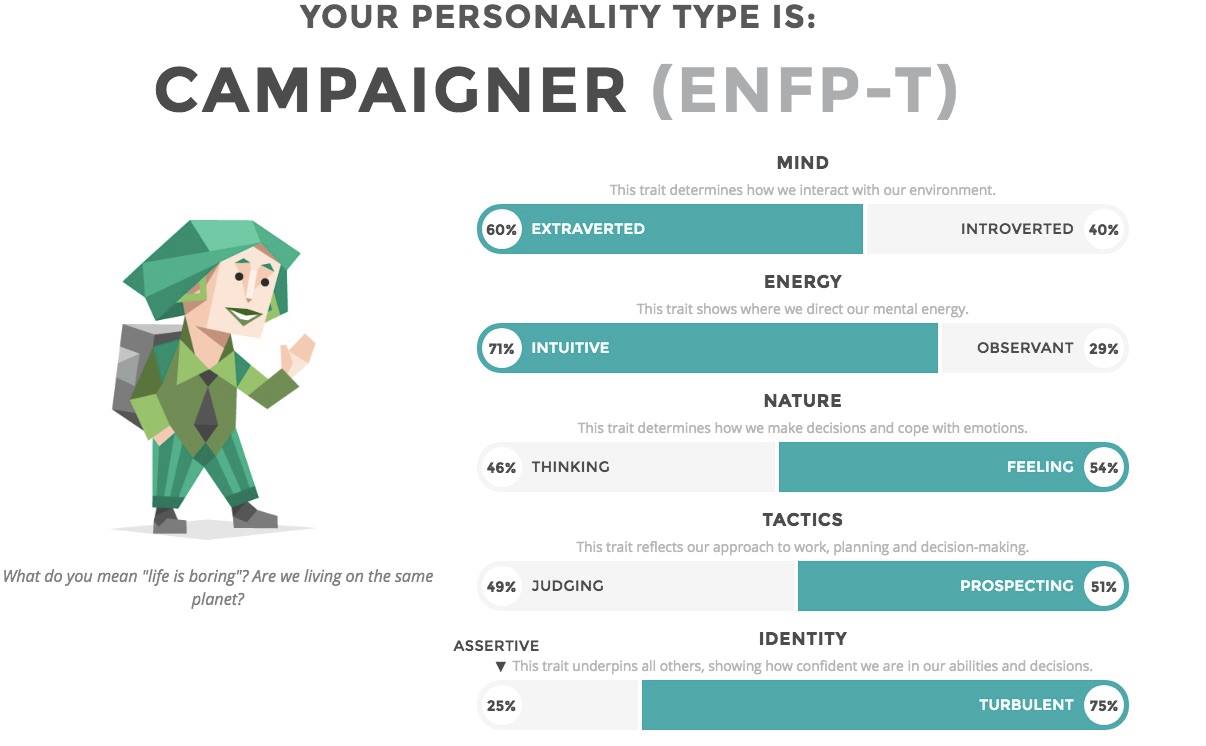 YOUR PERSONALITY TYPE IS:
CAMPAIGNER (ENFP-T)
MIND
This trait determines how we interact with our environment.
60% EXTRAVERTED INTROVERTED 40%
ENERGY
This trait shows where we direct our mental energy.
71% INTUITIVE OBSERVANT 29%
NATURE
This trait determines how we make decisions and cope with emotions.
46% THINKING FEELING 54%
TACTICS
This trait reflects our approach to work, planning and decision-making.
49% JUDGING PROSPECTING 51%
IDENTITY
ASSERTIVE
▼ This trait underpins all others, showing how confident we are in our abilities and decisions.
25% TURBULENT 75%
What do you mean "life is boring"? Are we living on the same
planet?